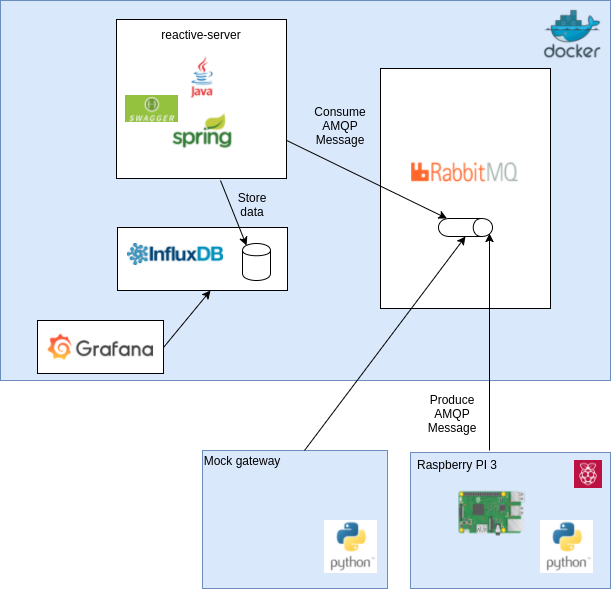 docker
reactive-server
Java
SWAGGER
spring
Consume
AMQP
Message
RabbitMQ
Store
data
InfluxDB
Grafana
Produce
AMQP
Message
Mock gateway
python
Raspberry PI 3
python